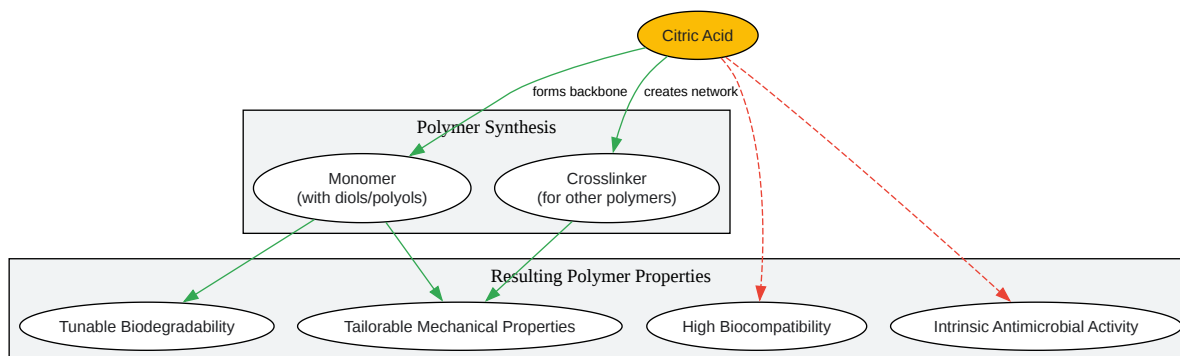 Citric Acid
forms backbone
creates network
Polymer Synthesis
Monomer
(with diols/polyols)
Crosslinker
(for other polymers)
Resulting Polymer Properties
Tunable Biodegradability
Tailorable Mechanical Properties
High Biocompatibility
Intrinsic Antimicrobial Activity